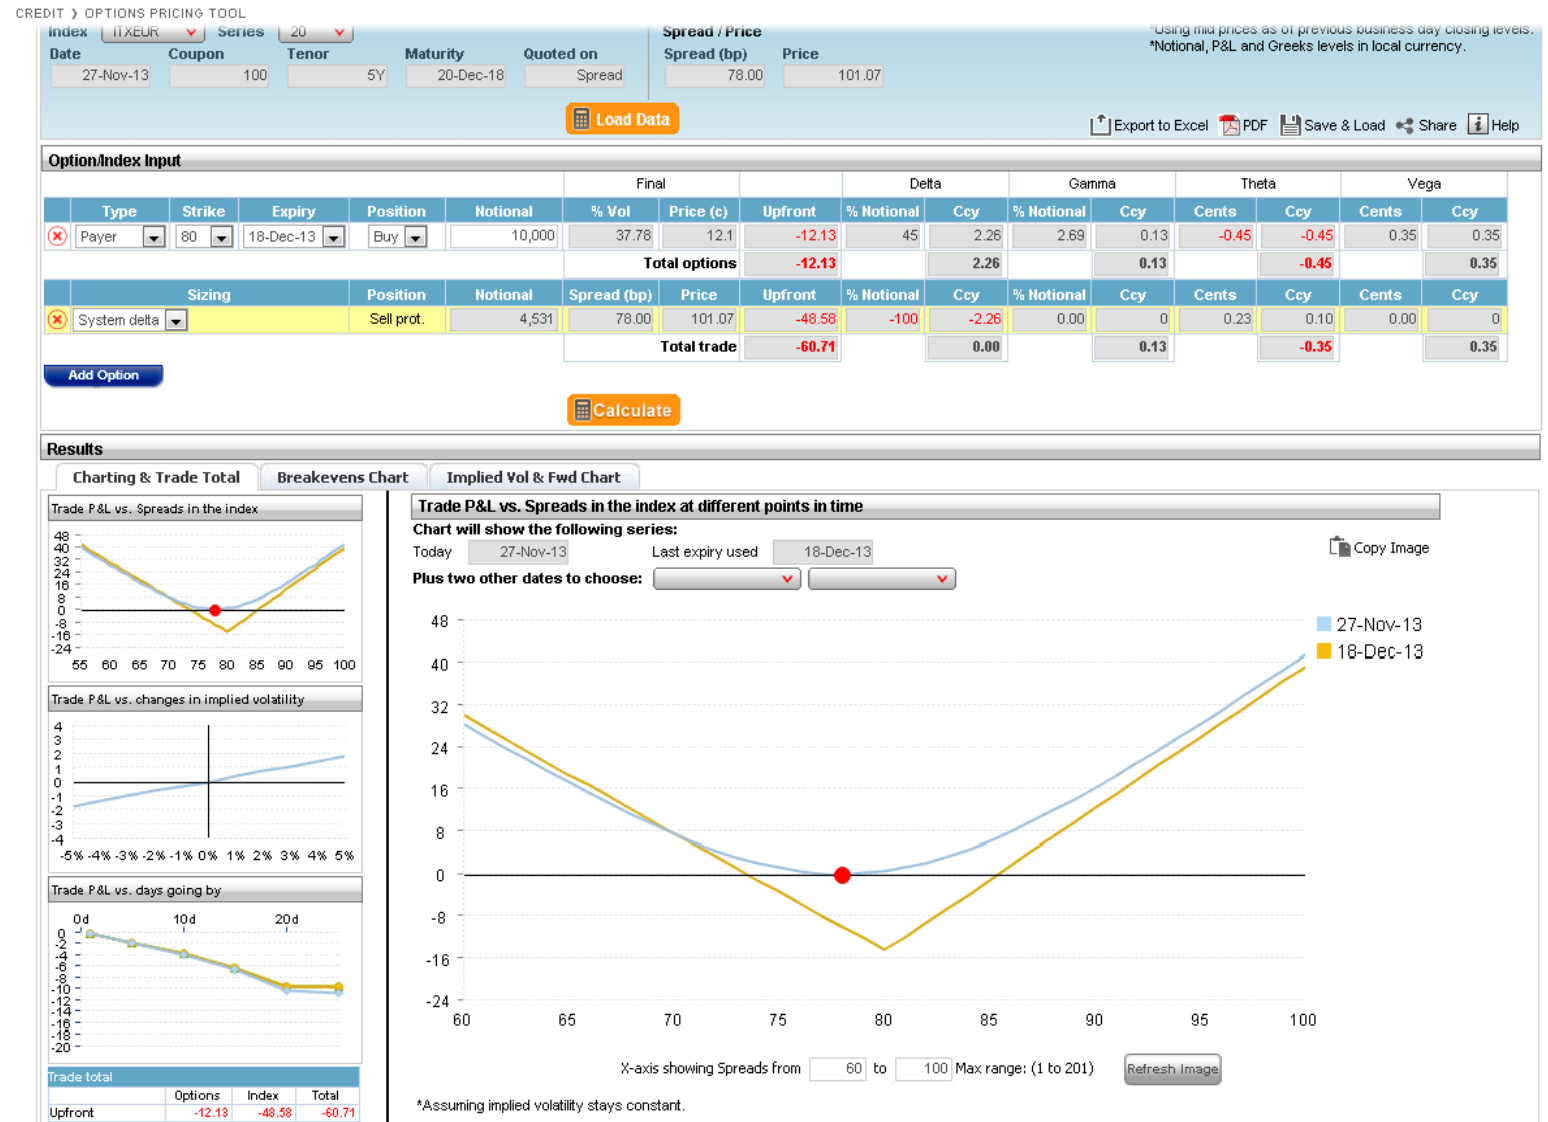 CREDIT ❯ OPTIONS PRICING TOOL
Index ITXEUR Series 20 Spread / Price *Using mid prices as of previous business day closing levels.
*Notional, P&L and Greeks levels in local currency.
Date Coupon Tenor Maturity Quoted on Spread (bp) Price
27-Nov-13 100 5Y 20-Dec-18 Spread 78.00 101.07
Load Data
Export to Excel PDF Save & Load Share Help
Option/Index Input
Final Delta Gamma Theta Vega
Type Strike Expiry Position Notional % Vol Price (c) Upfront % Notional Ccy % Notional Ccy Cents Ccy Cents Ccy
Payer 80 18-Dec-13 Buy 10,000 37.78 12.1 -12.13 45 2.26 2.69 0.13 -0.45 -0.45 0.35 0.35
Total options -12.13 2.26 0.13 -0.45 0.35
Sizing Position Notional Spread (bp) Price Upfront % Notional Ccy % Notional Ccy Cents Ccy Cents Ccy
System delta Sell prot. 4,531 78.00 101.07 -48.58 -100 -2.26 0.00 0 0.23 0.10 0.00 0
Total trade -60.71 0.00 0.13 -0.35 0.35
Add Option
Calculate
Results
Charting & Trade Total Breakevens Chart Implied Vol & Fwd Chart
Trade P&L vs. Spreads in the index
48
40
32
24
16
8
0
-8
-16
-24
55 60 65 70 75 80 85 90 95 100
Trade P&L vs. changes in implied volatility
4
3
2
1
0
-1
-2
-3
-4
-5% -4% -3% -2% -1% 0% 1% 2% 3% 4% 5%
Trade P&L vs. days going by
0d 10d 20d
0
-2
-4
-6
-8
-10
-12
-14
-16
-18
-20
Trade total
Options Index Total
Upfront -12.13 -48.58 -60.71
Trade P&L vs. Spreads in the index at different points in time
Chart will show the following series:
Today 27-Nov-13 Last expiry used 18-Dec-13
Copy Image
Plus two other dates to choose:
27-Nov-13
18-Dec-13
48
40
32
24
16
8
0
-8
-16
-24
60 65 70 75 80 85 90 95 100
X-axis showing Spreads from 60 to 100 Max range: (1 to 201) Refresh Image
*Assuming implied volatility stays constant.